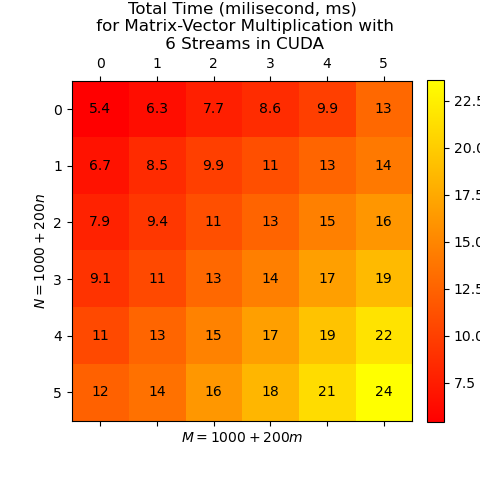 Total Time (milisecond, ms)
for Matrix-Vector Multiplication with
6 Streams in CUDA
0 1 2 3 4 5
0 5.4 6.3 7.7 8.6 9.9 13
1 6.7 8.5 9.9 11 13 14
2 7.9 9.4 11 13 15 16
3 9.1 11 13 14 17 19
4 11 13 15 17 19 22
5 12 14 16 18 21 24
N = 1000 + 200n
M = 1000 + 200m
22.5
20.0
17.5
15.0
12.5
10.0
7.5